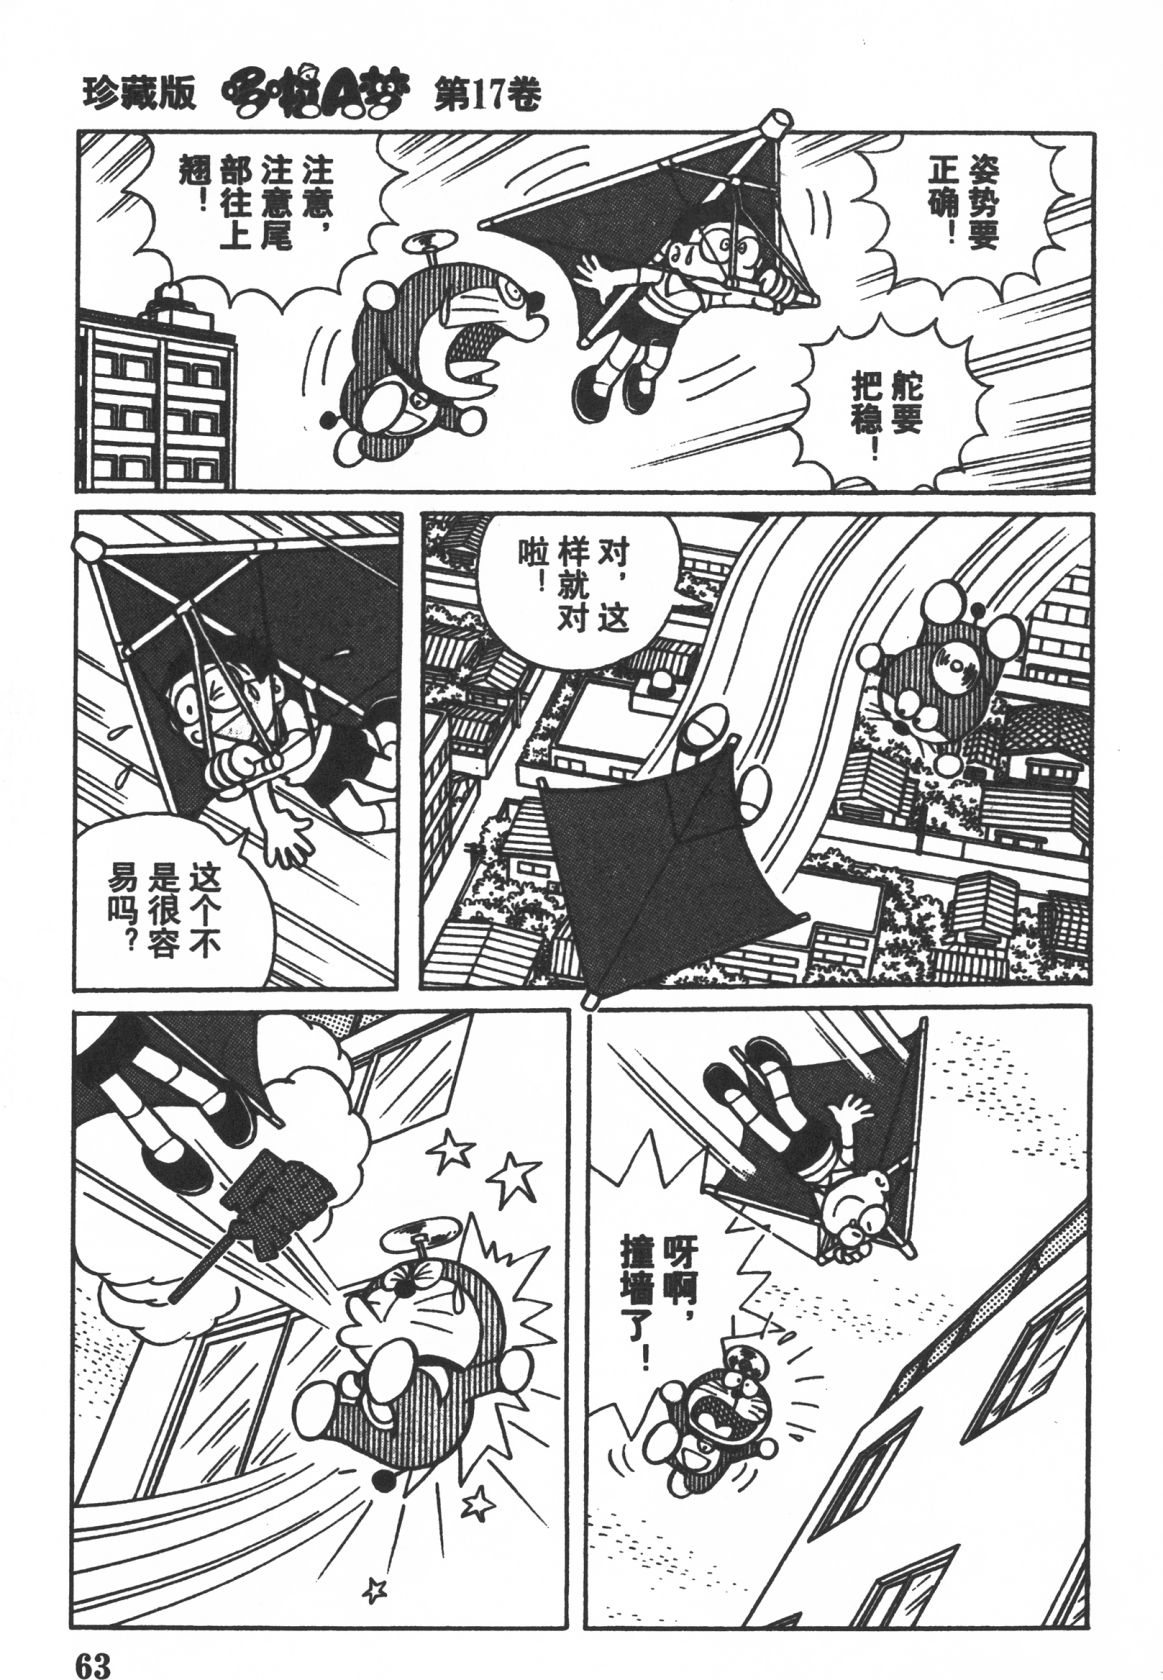 珍藏版 哆啦A梦 第17卷
姿势要
正确！
舵要
把稳！
注意，
注意尾
部往上
翘！
对，这
样就对
啦！
这个不
是很容
易吗？
呀啊，
撞墙了！
63